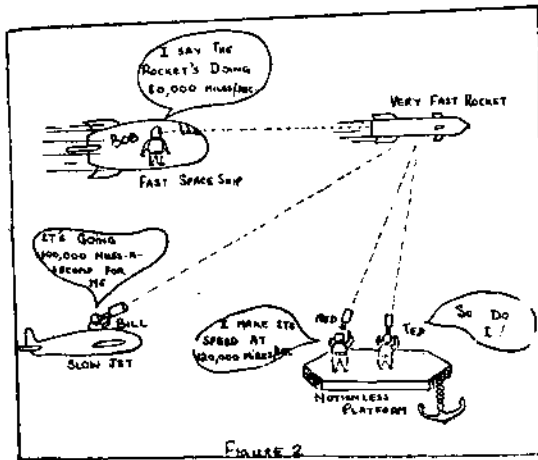 I SAY THE
ROCKET'S DOING
80,000 MILES/SEC
VERY FAST ROCKET
BOB
FAST SPACE SHIP
IT'S GOING
100,000 MILES-A-
SECOND FOR
ME
BILL
SLOW JET
I MAKE ITS
SPEED AT
120,000 MILES/SEC
NED
TED
SO DO
I!
MOTIONLESS
PLATFORM
FIGURE 2